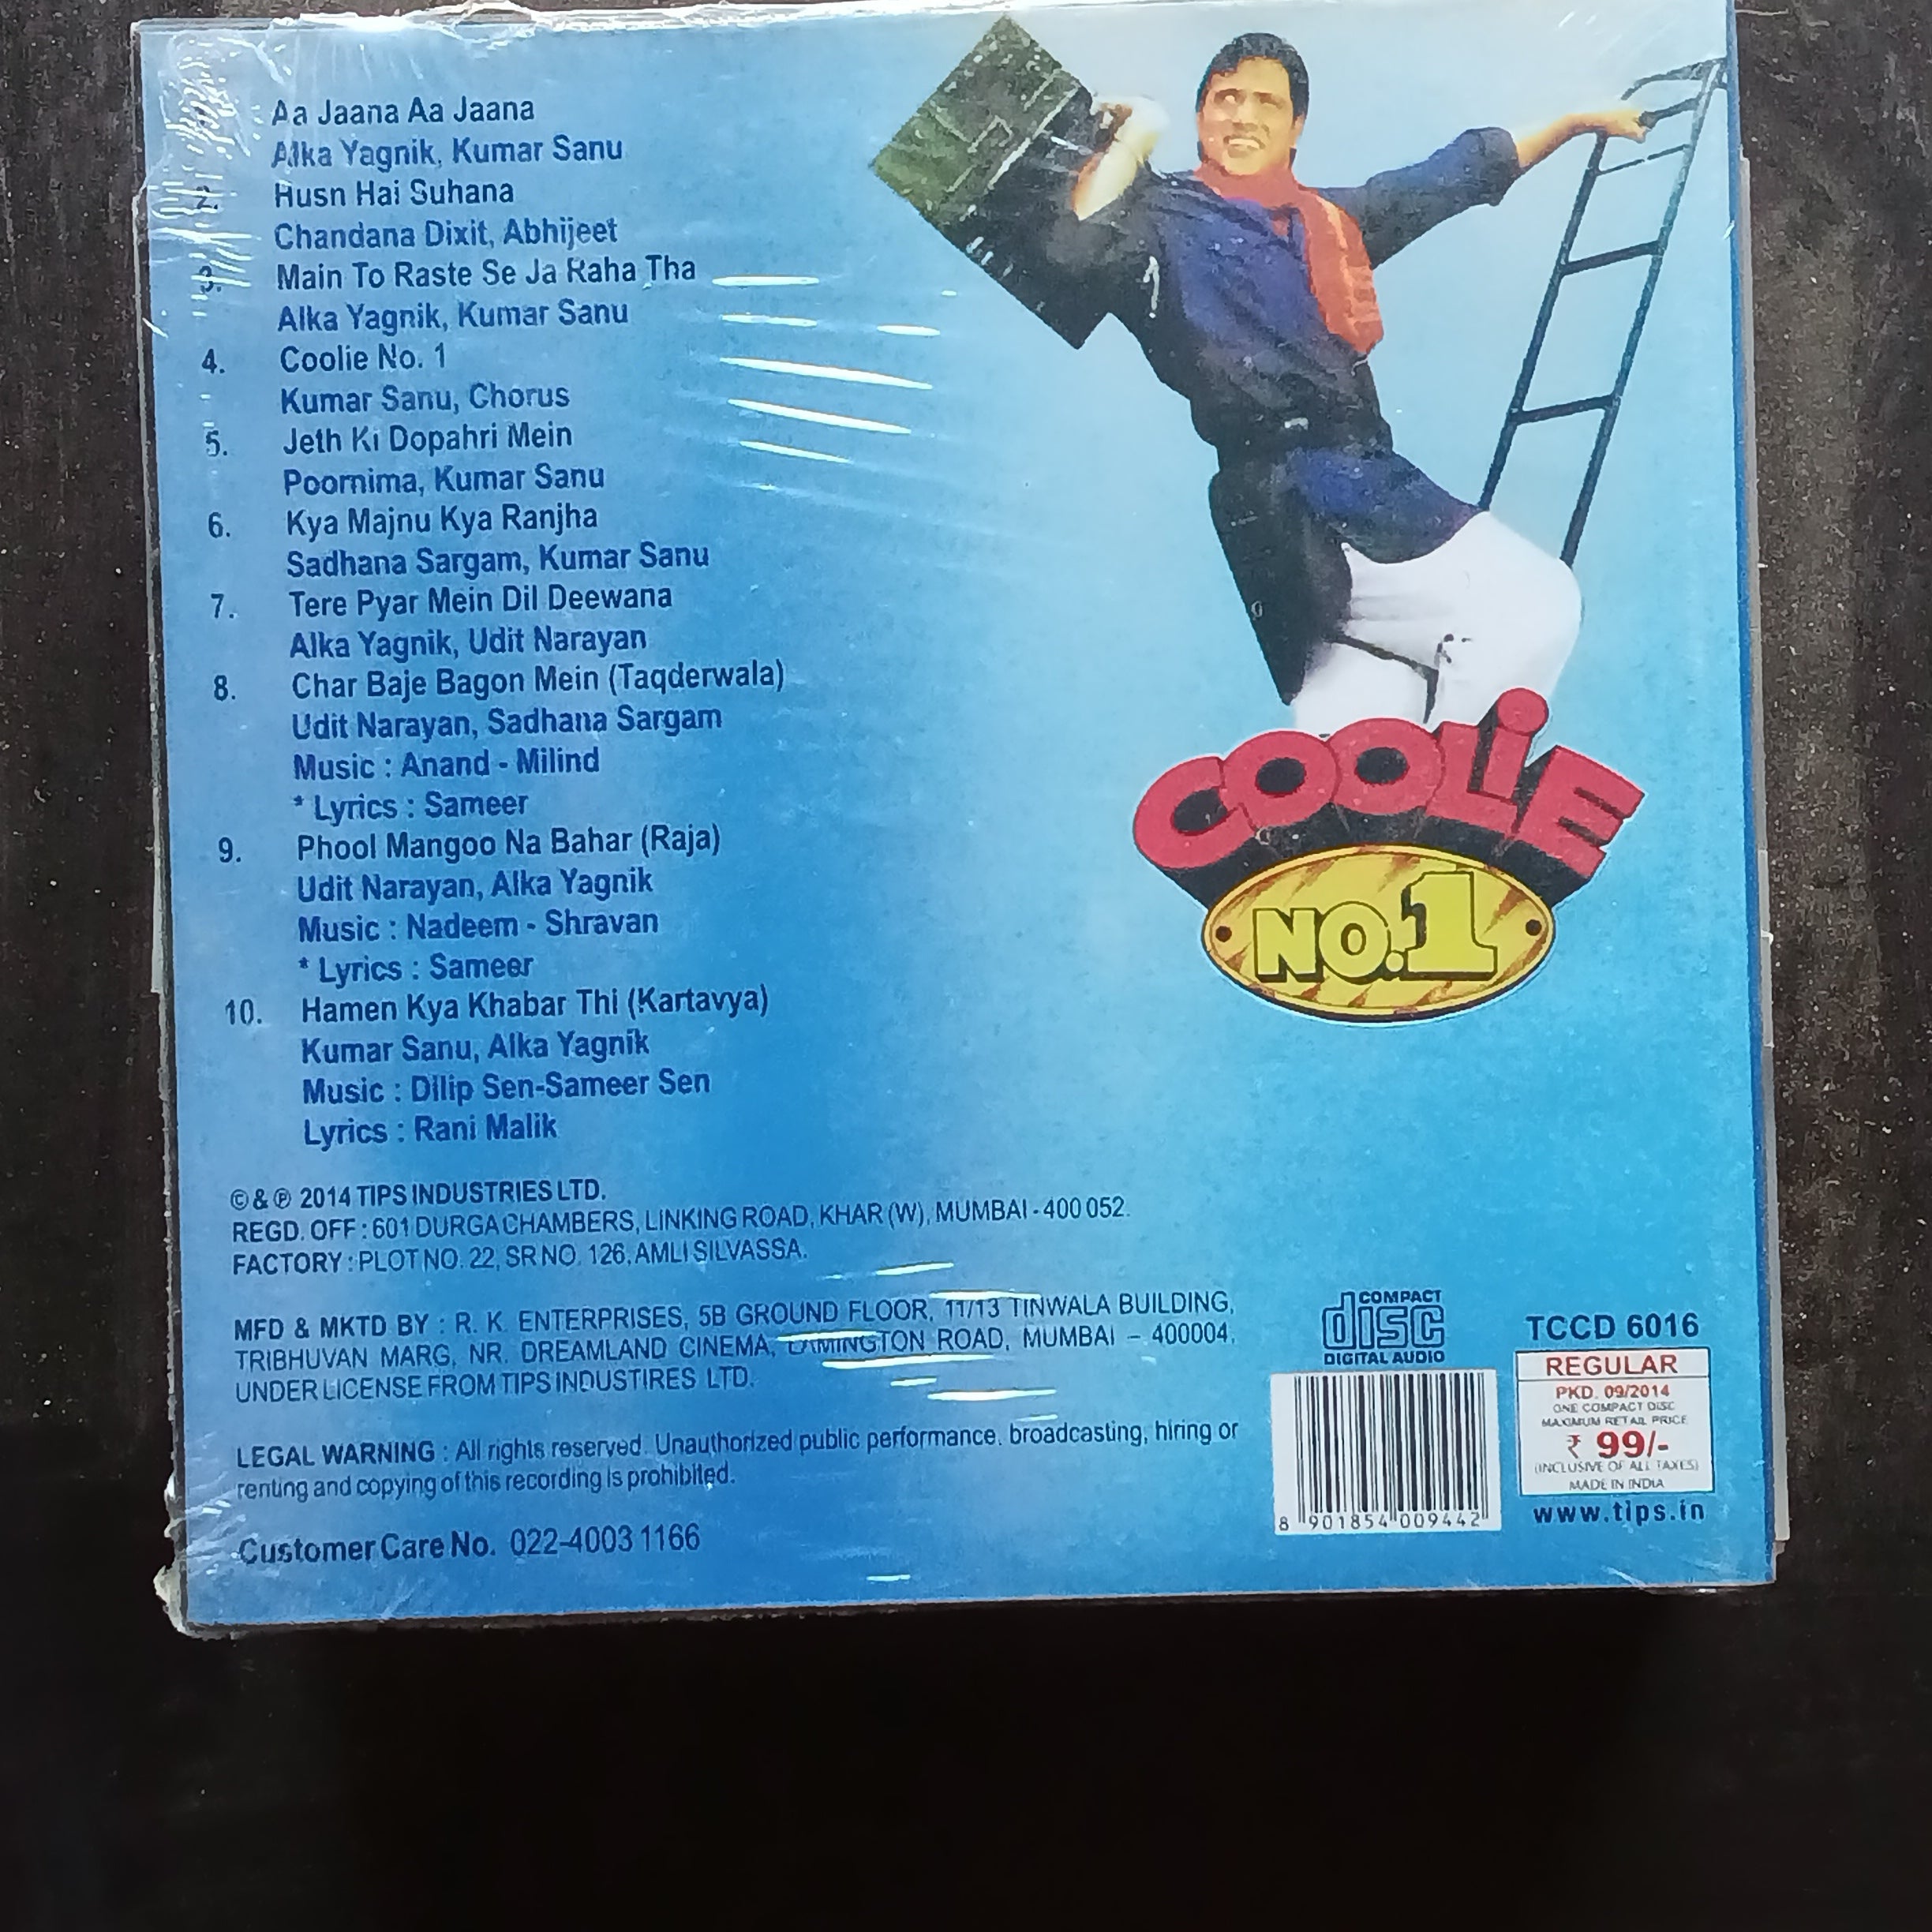 Aa Jaana Aa Jaana
Alka Yagnik, Kumar Sanu
2. Husn Hai Suhana
Chandana Dixit, Abhijeet
3. Main To Raste Se Ja Raha Tha
Alka Yagnik, Kumar Sanu
4. Coolie No. 1
Kumar Sanu, Chorus
5. Jeth Ki Dopahri Mein
Poornima, Kumar Sanu
6. Kya Majnu Kya Ranjha
Sadhana Sargam, Kumar Sanu
7. Tere Pyar Mein Dil Deewana
Alka Yagnik, Udit Narayan
8. Char Baje Bagon Mein (Taqderwala)
Udit Narayan, Sadhana Sargam
Music : Anand - Milind
* Lyrics : Sameer
9. Phool Mangoo Na Bahar (Raja)
Udit Narayan, Alka Yagnik
Music : Nadeem - Shravan
* Lyrics : Sameer
10. Hamen Kya Khabar Thi (Kartavya)
Kumar Sanu, Alka Yagnik
Music : Dilip Sen-Sameer Sen
Lyrics : Rani Malik
COOLiE
NO.1
© & ℗ 2014 TIPS INDUSTRIES LTD.
REGD. OFF : 601 DURGA CHAMBERS, LINKING ROAD, KHAR (W), MUMBAI - 400 052.
FACTORY : PLOT NO. 22, SR NO. 126, AMLI SILVASSA.
MFD & MKTD BY : R. K. ENTERPRISES, 5B GROUND FLOOR, 11/13 TINWALA BUILDING,
TRIBHUVAN MARG, NR. DREAMLAND CINEMA, ROAD, MUMBAI – 400004,
UNDER LICENSE FROM TIPS INDUSTIRES LTD.
LEGAL WARNING : All rights reserved. Unauthorized public performance, broadcasting, hiring or
renting and copying of this recording is prohibited.
Customer Care No. 022-4003 1166
COMPACT
disc
DIGITAL AUDIO
8 901854 009442
TCCD 6016
REGULAR
PKD. 09/2014
ONE COMPACT DISC
MAXIMUM RETAIL PRICE
₹ 99/-
(INCLUSIVE OF ALL TAXES)
MADE IN INDIA
www.tips.in